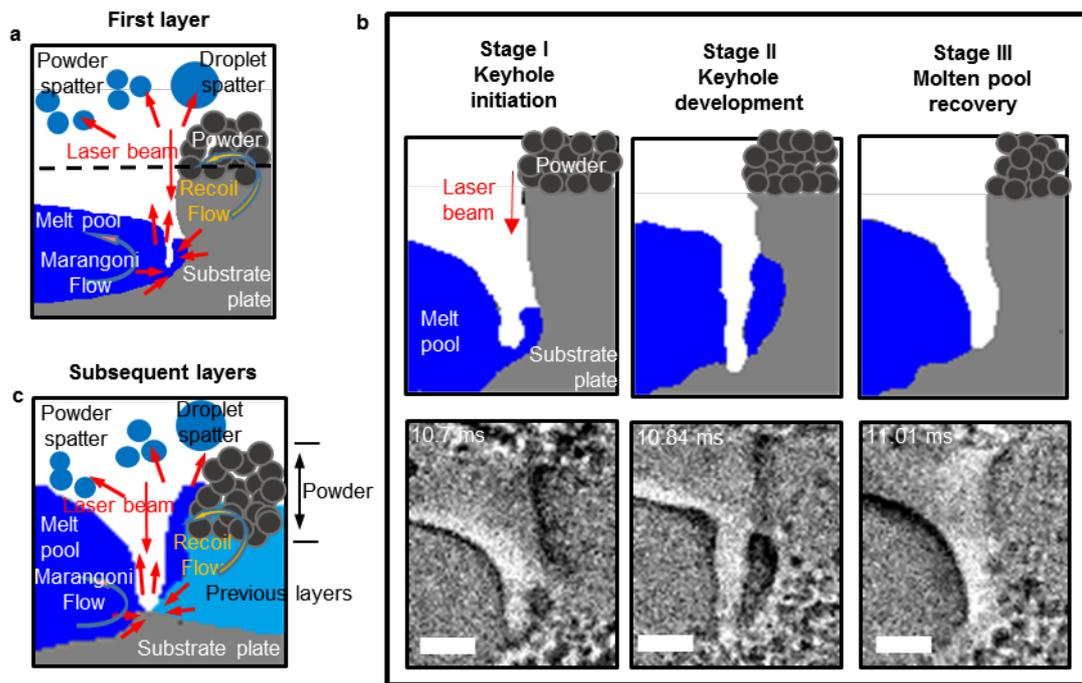 First layer
a
Powder
spatter
Droplet
spatter
Powder
Laser beam
Recoil
Flow
Melt pool
Marangoni
Flow
Substrate
plate
b
Stage I
Keyhole
initiation
Stage II
Keyhole
development
Stage III
Molten pool
recovery
Powder
Laser
beam
Melt
pool
Substrate
plate
10.7 ms
10.84 ms
11.01 ms
Subsequent layers
c
Powder
spatter
Droplet
spatter
Powder
Laser beam
Melt
pool
Recoil
Flow
Marangoni
Flow
Previous layers
Substrate plate